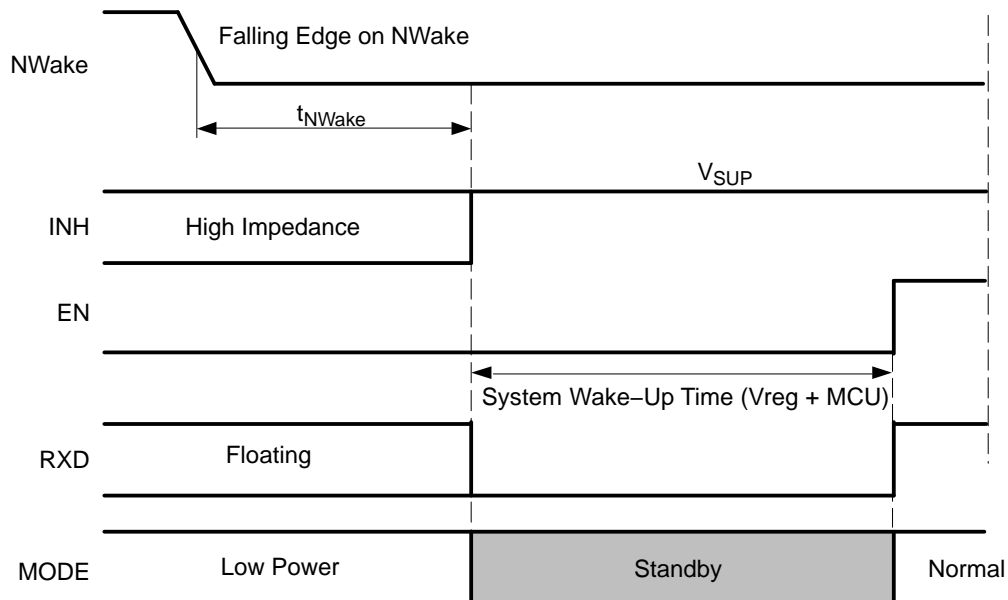 Falling Edge on NWake
NWake
tNWake
VSUP
INH
High Impedance
EN
System Wake−Up Time (Vreg + MCU)
RXD
Floating
MODE
Low Power
Standby
Normal